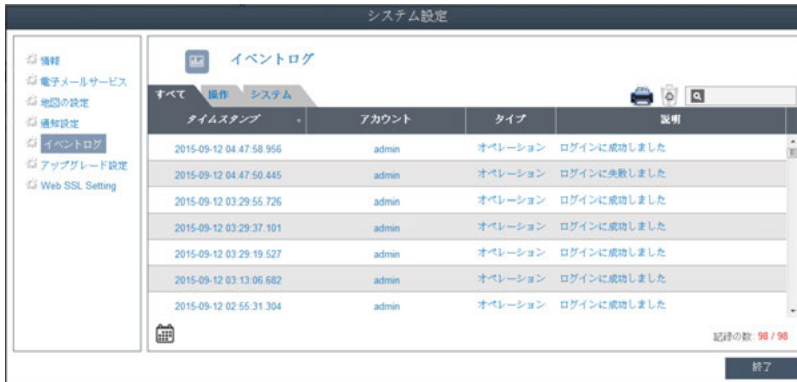 システム設定
情報
電子メールサービス
地図の設定
通知設定
イベントログ
アップグレード設定
Web SSL Setting
イベントログ
すべて 操作 システム
タイムスタンプ アカウント タイプ 説明
2015-09-12 04:47:58.956 admin オペレーション ログインに成功しました
2015-09-12 04:47:50.445 admin オペレーション ログインに失敗しました
2015-09-12 03:29:55.726 admin オペレーション ログインに成功しました
2015-09-12 03:29:37.101 admin オペレーション ログインに成功しました
2015-09-12 03:29:19.527 admin オペレーション ログインに成功しました
2015-09-12 03:13:06.682 admin オペレーション ログインに成功しました
2015-09-12 02:55:31.304 admin オペレーション ログインに成功しました
記録の数: 98 / 98
終了